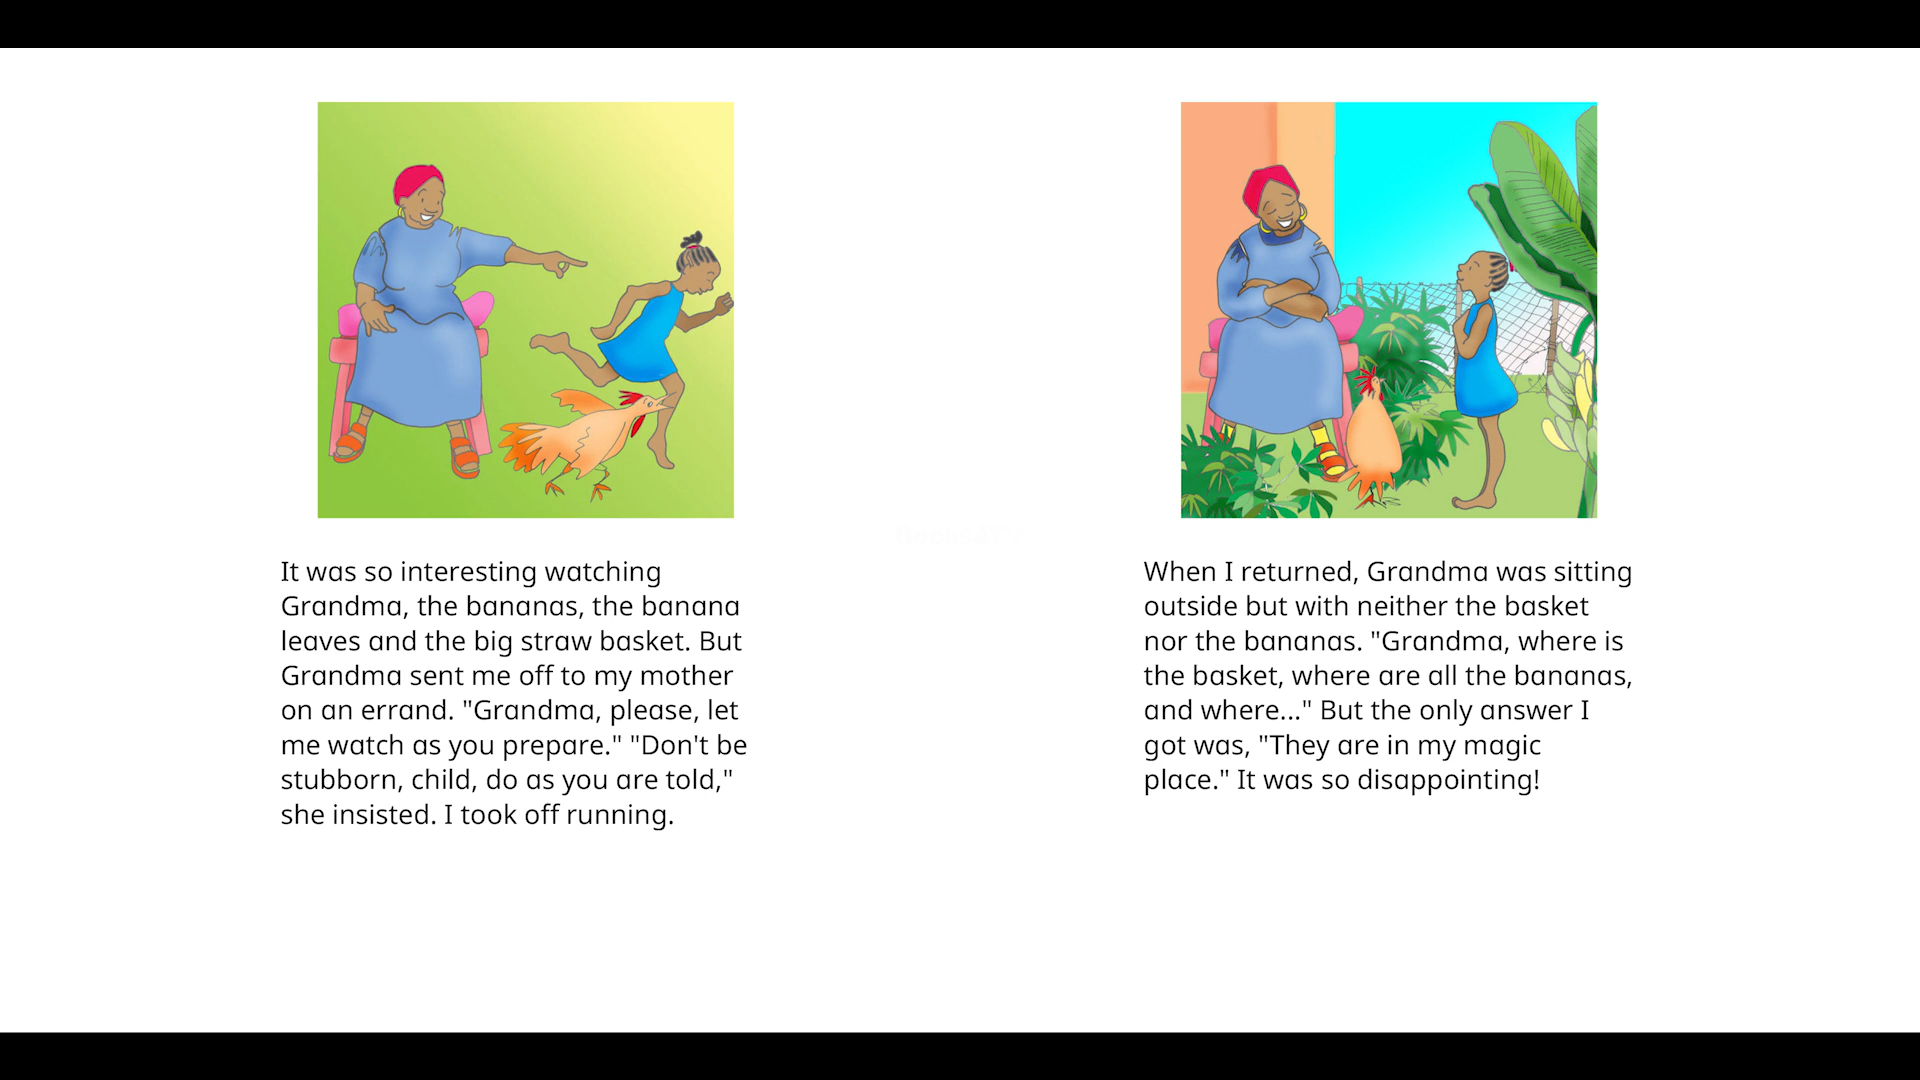 It was so interesting watching
Grandma, the bananas, the banana
leaves and the big straw basket. But
Grandma sent me off to my mother
on an errand. "Grandma, please, let
me watch as you prepare." "Don't be
stubborn, child, do as you are told,"
she insisted. I took off running.
When I returned, Grandma was sitting
outside but with neither the basket
nor the bananas. "Grandma, where is
the basket, where are all the bananas,
and where..." But the only answer I
got was, "They are in my magic
place." It was so disappointing!